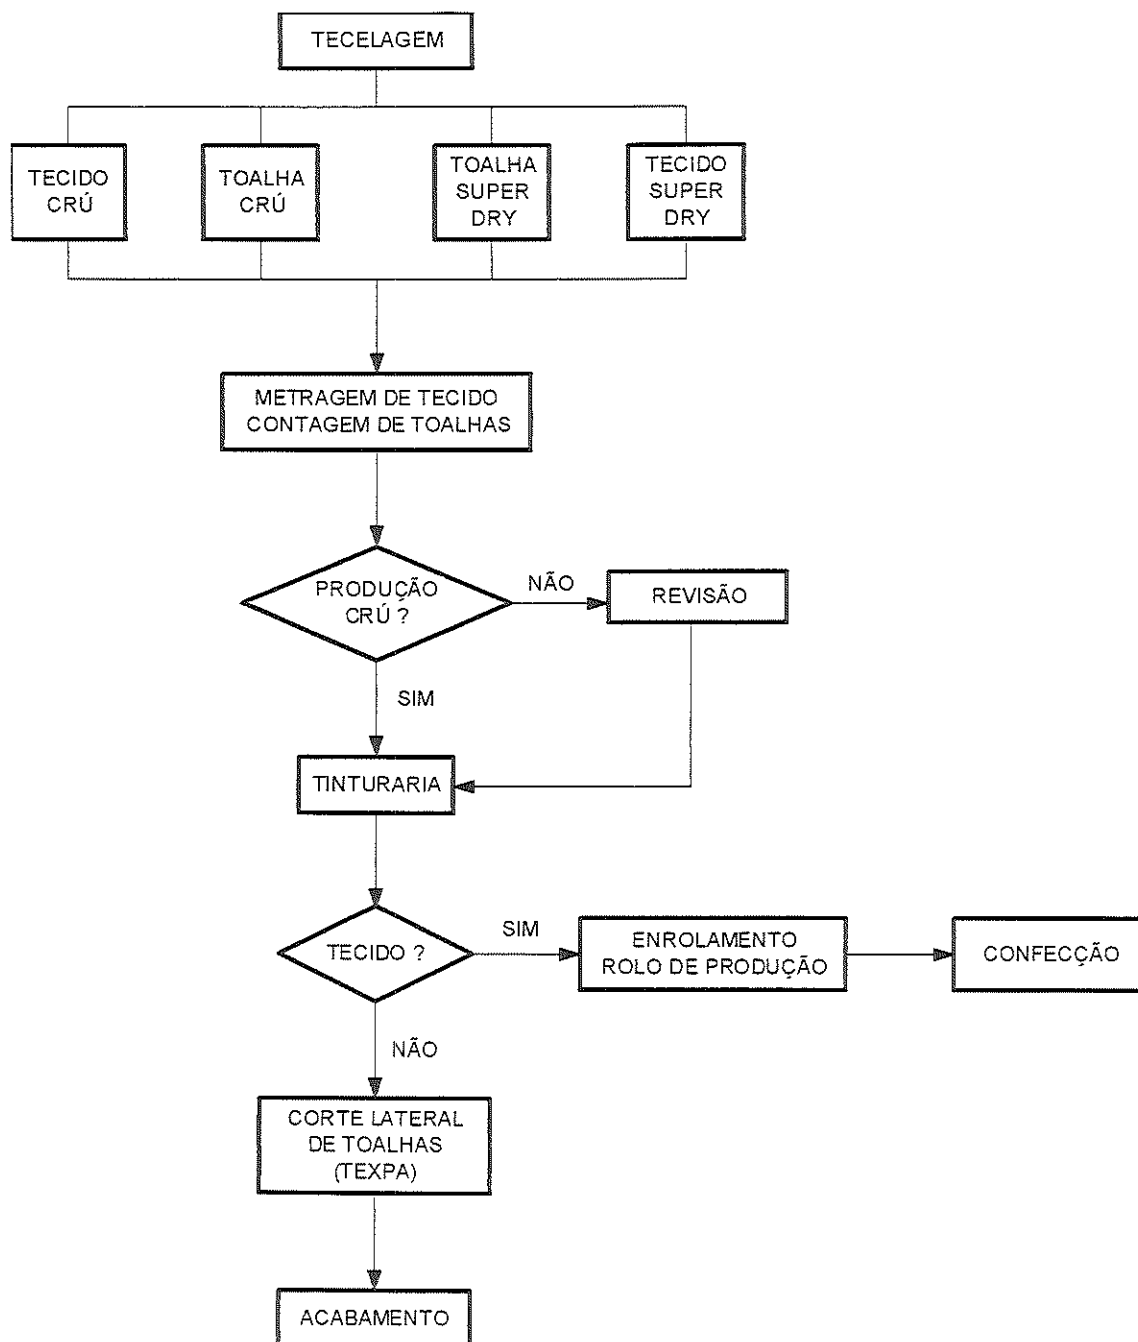 TECELAGEM
TECIDO
CRÚ
TOALHA
CRÚ
TOALHA
SUPER
DRY
TECIDO
SUPER
DRY
METRAGEM DE TECIDO
CONTAGEM DE TOALHAS
PRODUÇÃO
CRÚ ?
NÃO
REVISÃO
SIM
TINTURARIA
TECIDO ?
SIM
ENROLAMENTO
ROLO DE PRODUÇÃO
CONFECÇÃO
NÃO
CORTE LATERAL
DE TOALHAS
(TEXPA)
ACABAMENTO